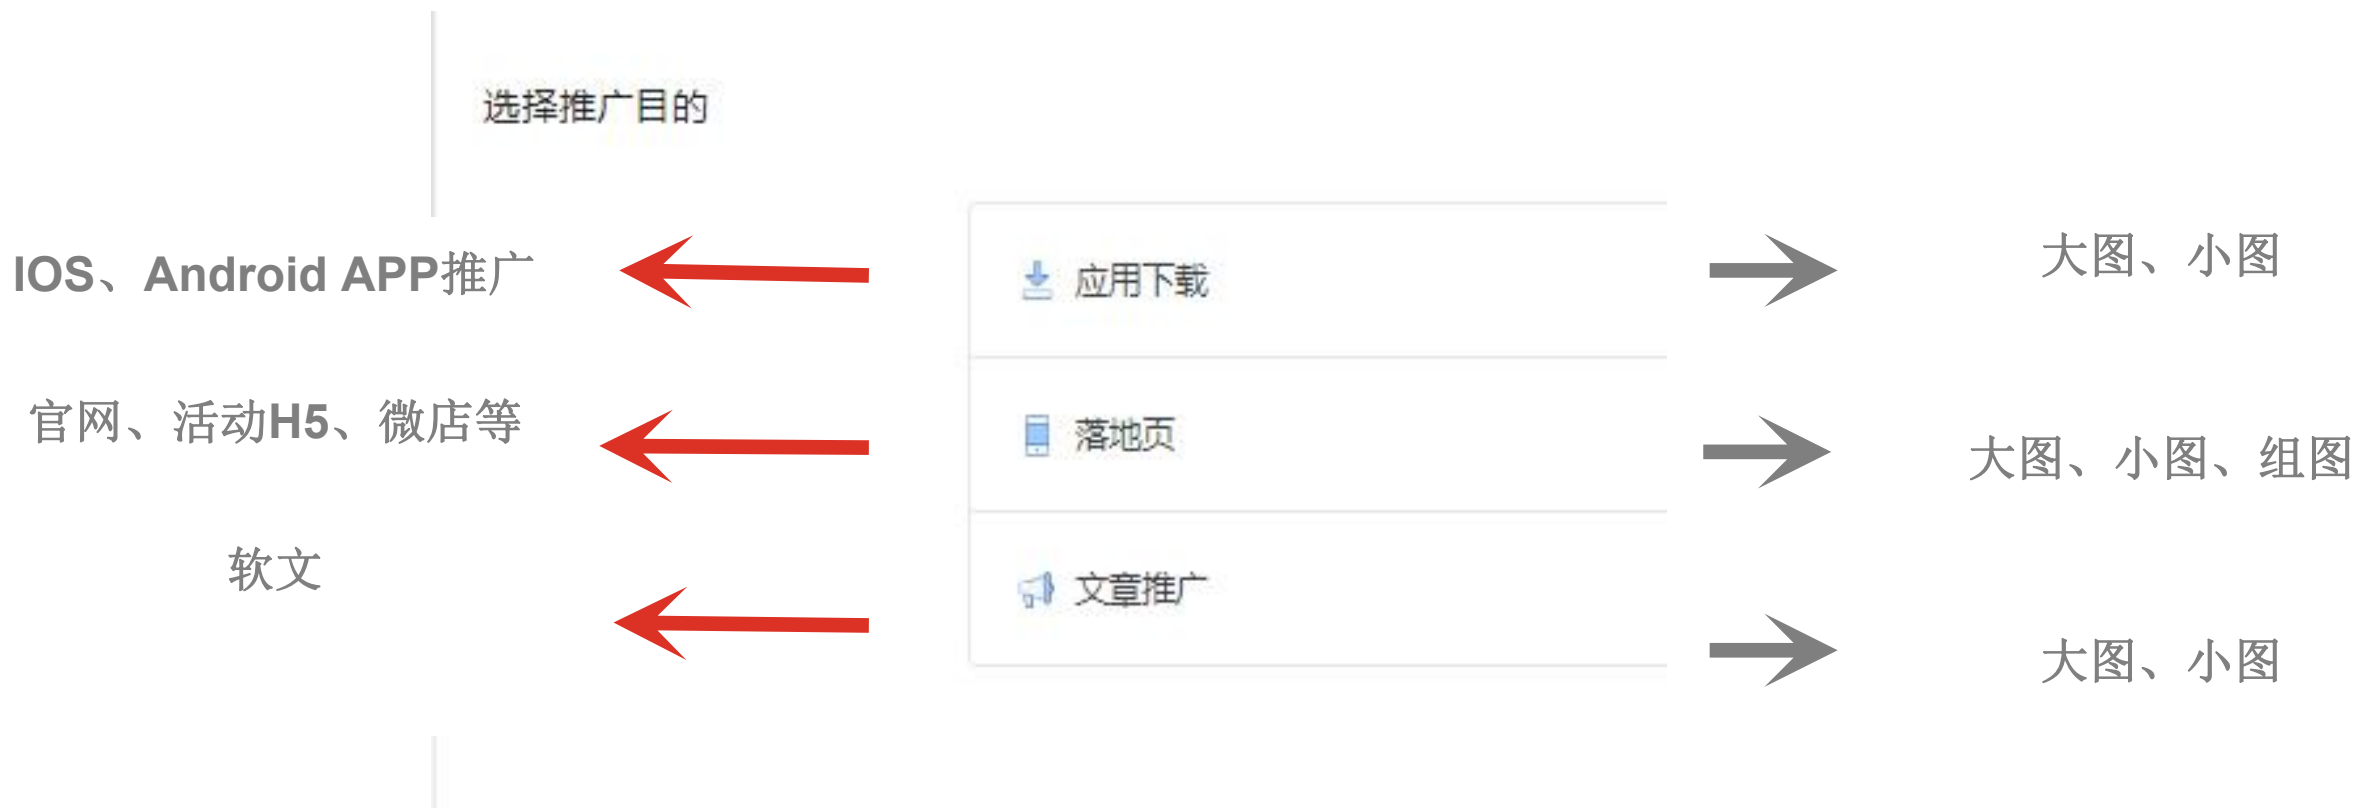 选择推广目的
IOS、Android APP推广
应用下载
大图、小图
官网、活动H5、微店等
落地页
大图、小图、组图
软文
文章推广
大图、小图